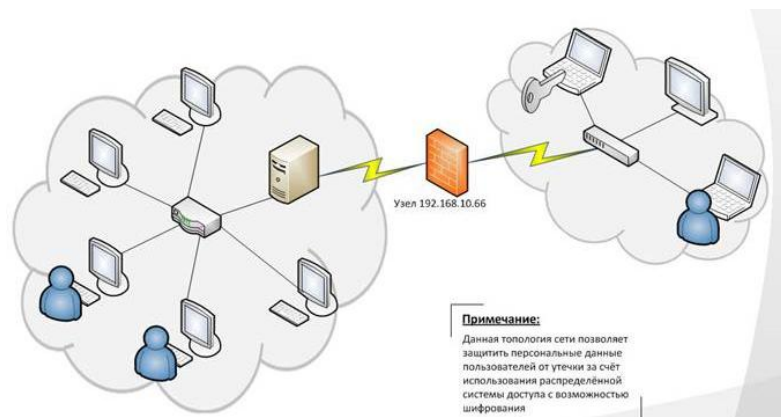 Узел 192.168.10.66
Примечание:
Данная топология сети позволяет
защитить персональные данные
пользователей от утечки за счёт
использования распределённой
системы доступа с возможностью
шифрования